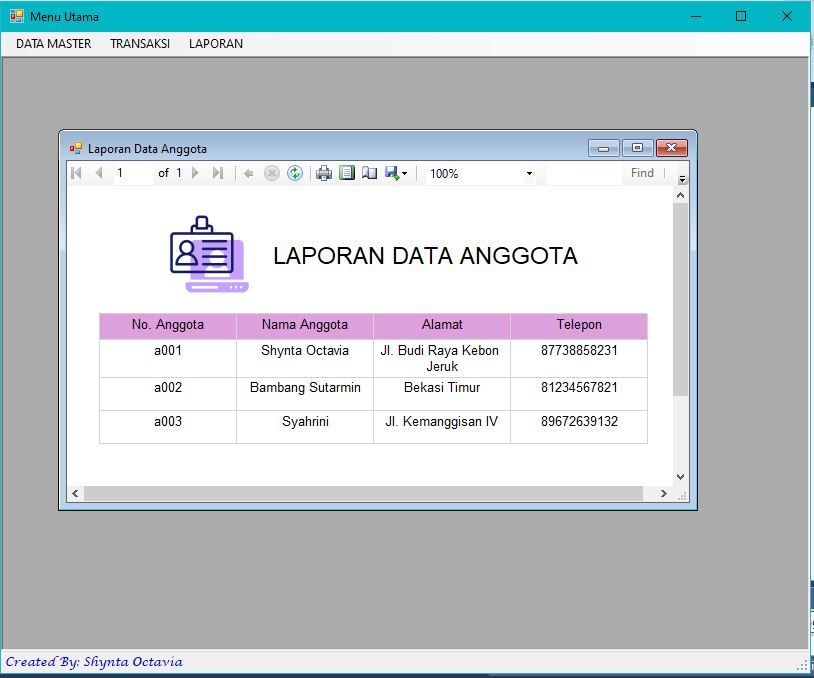 Menu Utama
DATA MASTER TRANSAKSI LAPORAN
Laporan Data Anggota
1 of 1 100% Find
LAPORAN DATA ANGGOTA
No. Anggota Nama Anggota Alamat Telepon
a001 Shynta Octavia Jl. Budi Raya Kebon 87738858231
Jeruk
a002 Bambang Sutarmin Bekasi Timur 81234567821
a003 Syahrini Jl. Kemanggisan IV 89672639132
Created By: Shynta Octavia